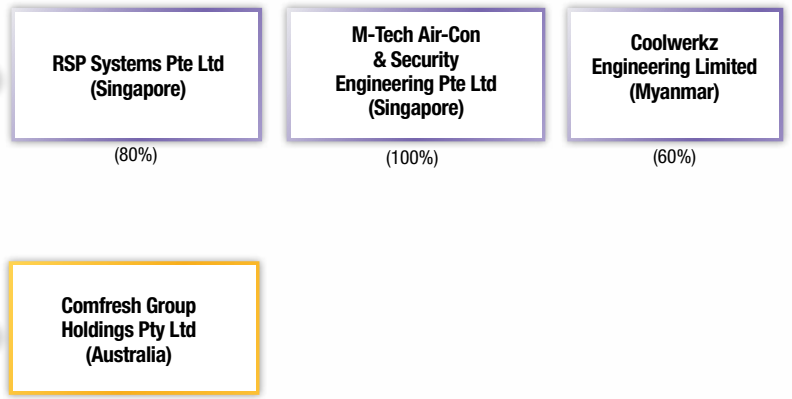 RSP Systems Pte Ltd
(Singapore)
(80%)
M-Tech Air-Con
& Security
Engineering Pte Ltd
(Singapore)
(100%)
Coolwerkz
Engineering Limited
(Myanmar)
(60%)
Comfresh Group
Holdings Pty Ltd
(Australia)